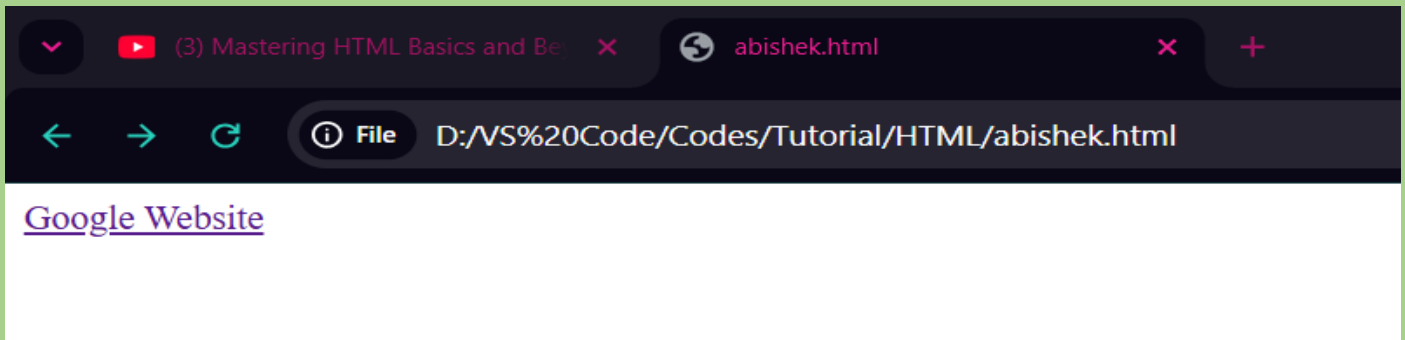 (3) Mastering HTML Basics and Be
abishek.html
File D:/VS%20Code/Codes/Tutorial/HTML/abishek.html
Google Website